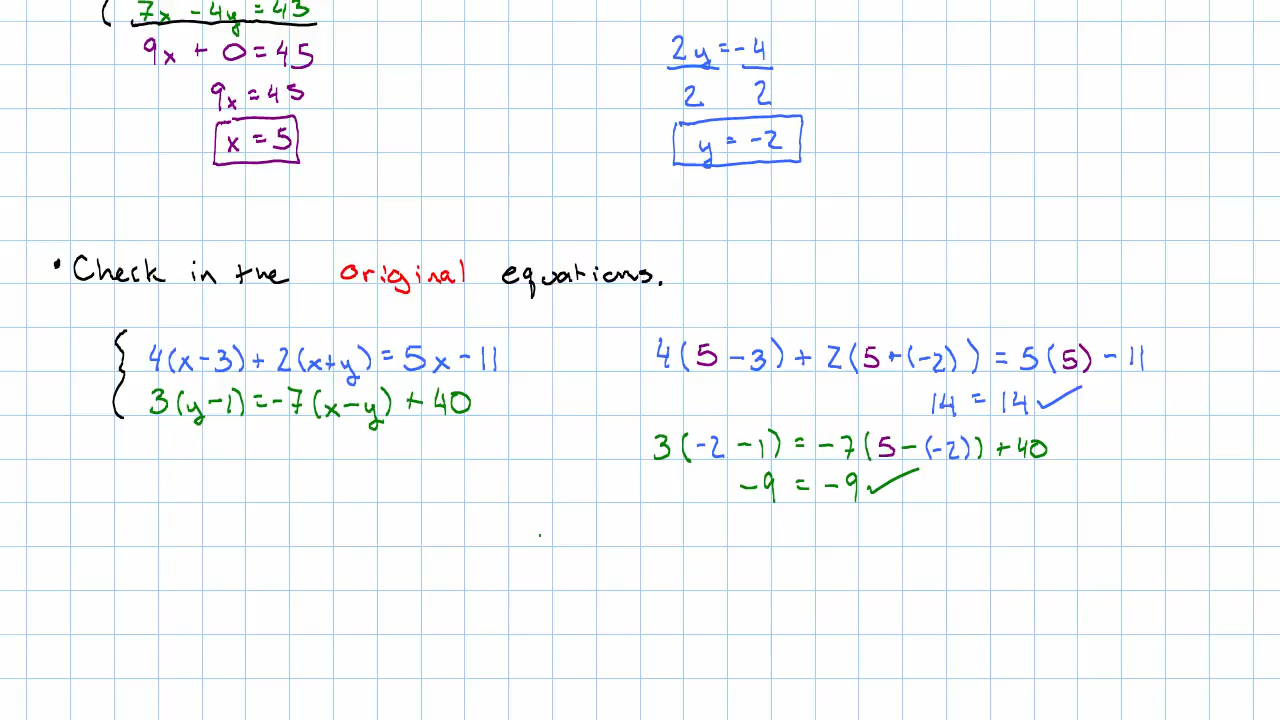 7x - 4y = 43
9x + 0 = 45
9x = 45
x = 5
2y = -4
2 2
y = -2
• Check in the original equations.
4(x-3) + 2(x+y) = 5x - 11
3(y-1) = -7(x-y) + 40
4(5-3) + 2(5+(-2)) = 5(5) - 11
14 = 14 ✓
3(-2-1) = -7(5-(-2)) + 40
-9 = -9 ✓